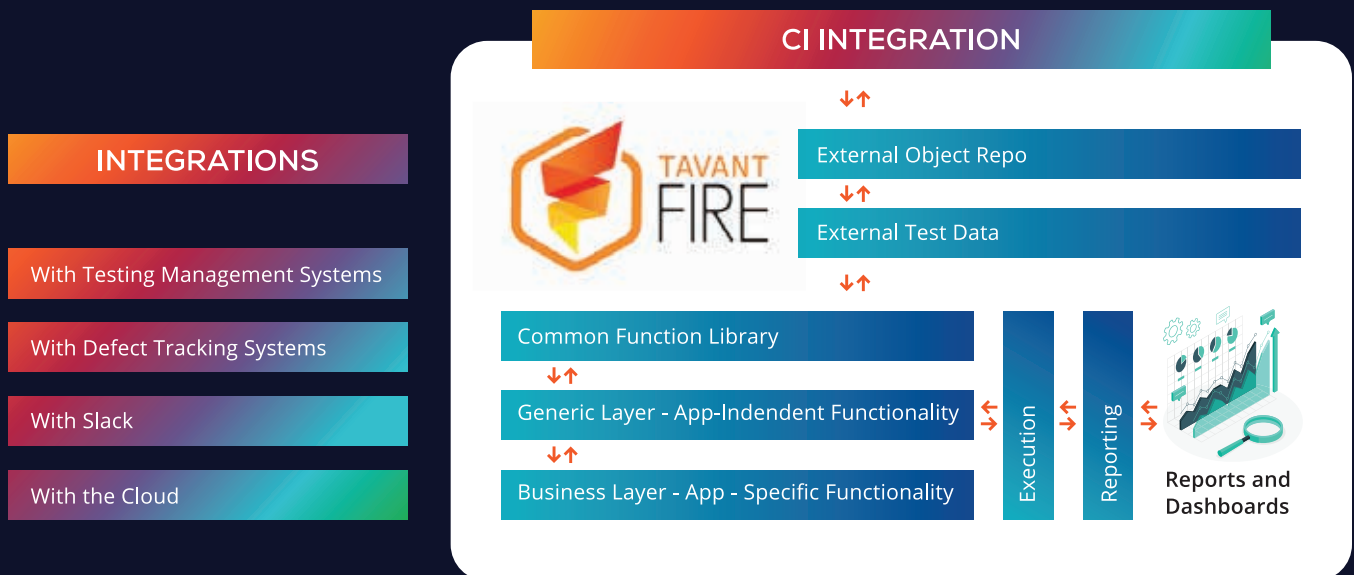 CI INTEGRATION
INTEGRATIONS
With Testing Management Systems
With Defect Tracking Systems
With Slack
With the Cloud
TAVANT
FIRE
External Object Repo
External Test Data
Common Function Library
Generic Layer - App-Indendent Functionality
Business Layer - App - Specific Functionality
Execution
Reporting
Reports and
Dashboards